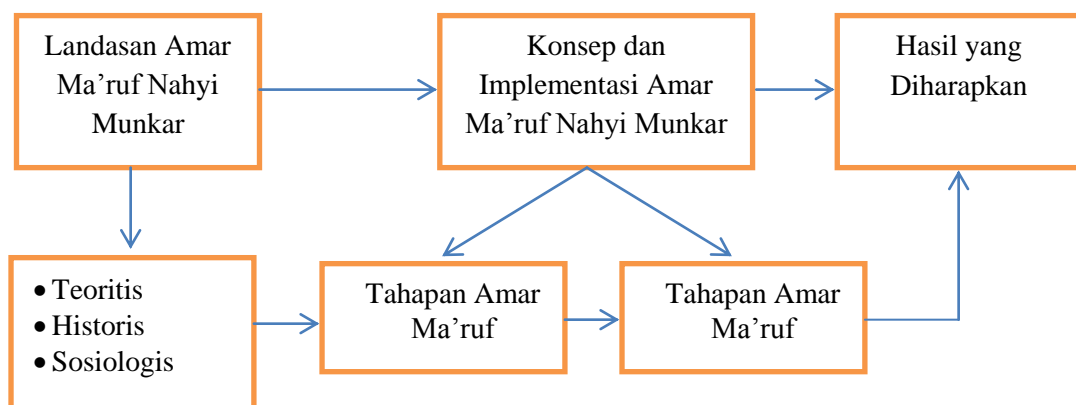 Landasan Amar
Ma’ruf Nahyi
Munkar
Konsep dan
Implementasi Amar
Ma’ruf Nahyi Munkar
Hasil yang
Diharapkan
• Teoritis
• Historis
• Sosiologis
Tahapan Amar
Ma’ruf
Tahapan Amar
Ma’ruf